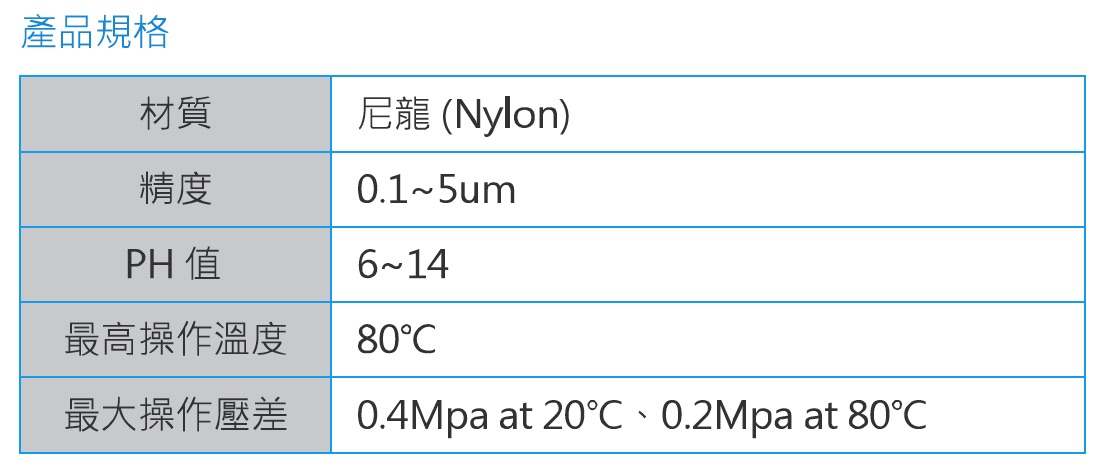 產品規格
材質 尼龍 (Nylon)
精度 0.1~5um
PH 值 6~14
最高操作溫度 80℃
最大操作壓差 0.4Mpa at 20℃、0.2Mpa at 80℃